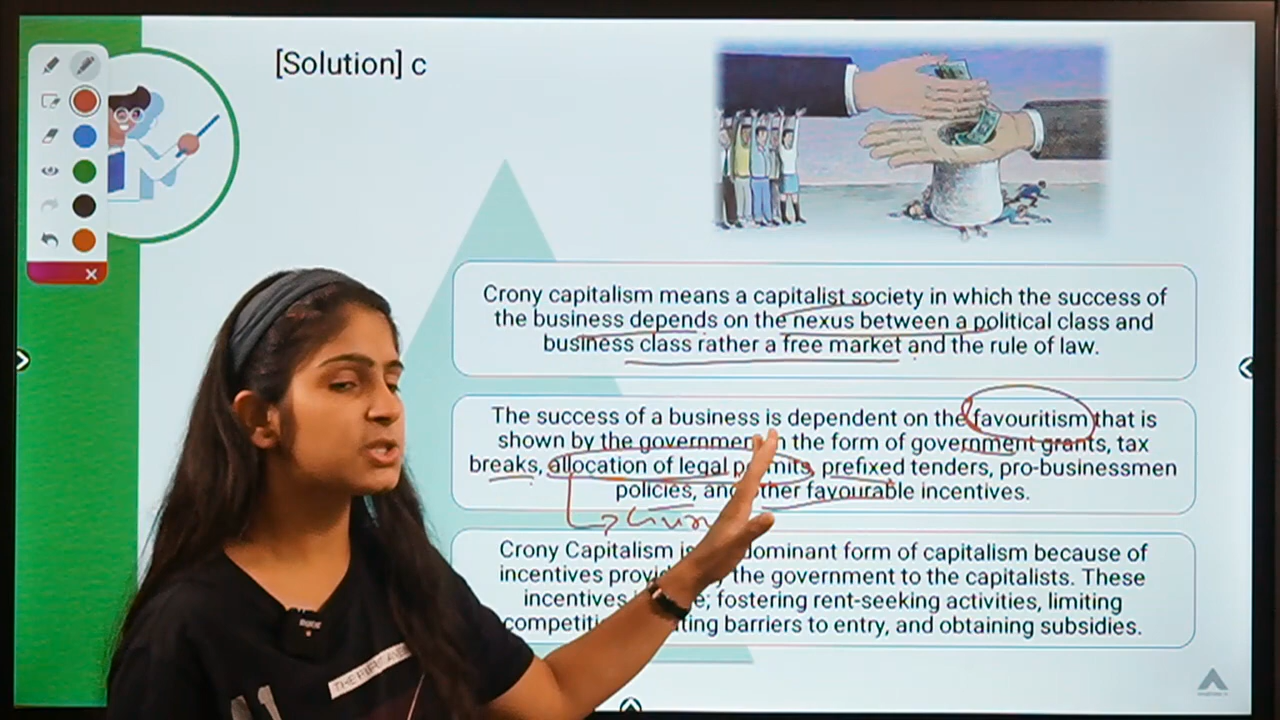 [Solution] c
Crony capitalism means a capitalist society in which the success of
the business depends on the nexus between a political class and
business class rather a free market and the rule of law.
The success of a business is dependent on the favouritism that is
shown by the government in the form of government grants, tax
breaks, allocation of legal permits, prefixed tenders, pro-businessmen
policies, and other favourable incentives.
Crony Capitalism is dominant form of capitalism because of
incentives provided the government to the capitalists. These
incentives fostering rent-seeking activities, limiting
barriers to entry, and obtaining subsidies.